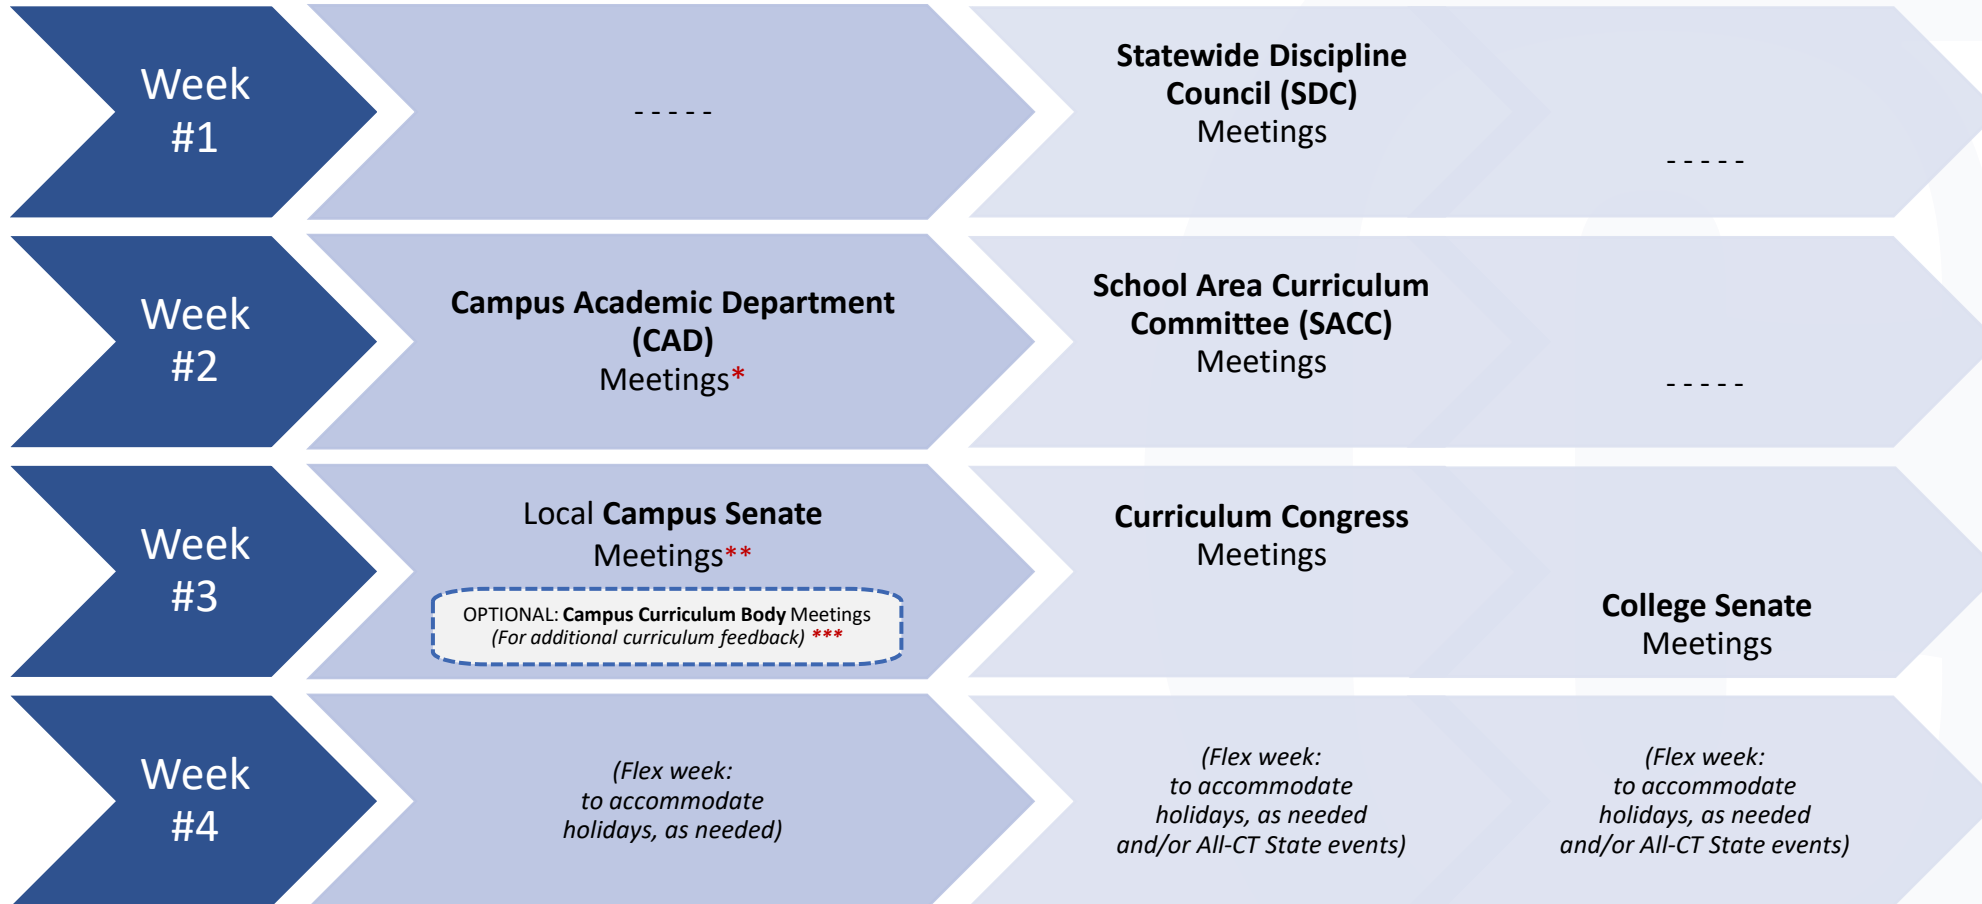 Week
#1
- - - - -
Statewide Discipline
Council (SDC)
Meetings
- - - - -
Week
#2
Campus Academic Department
(CAD)
Meetings*
School Area Curriculum
Committee (SACC)
Meetings
- - - - -
Week
#3
Local Campus Senate
Meetings**
OPTIONAL: Campus Curriculum Body Meetings
(For additional curriculum feedback) ***
Curriculum Congress
Meetings
College Senate
Meetings
Week
#4
(Flex week:
to accommodate
holidays, as needed)
(Flex week:
to accommodate
holidays, as needed
and/or All-CT State events)
(Flex week:
to accommodate
holidays, as needed
and/or All-CT State events)